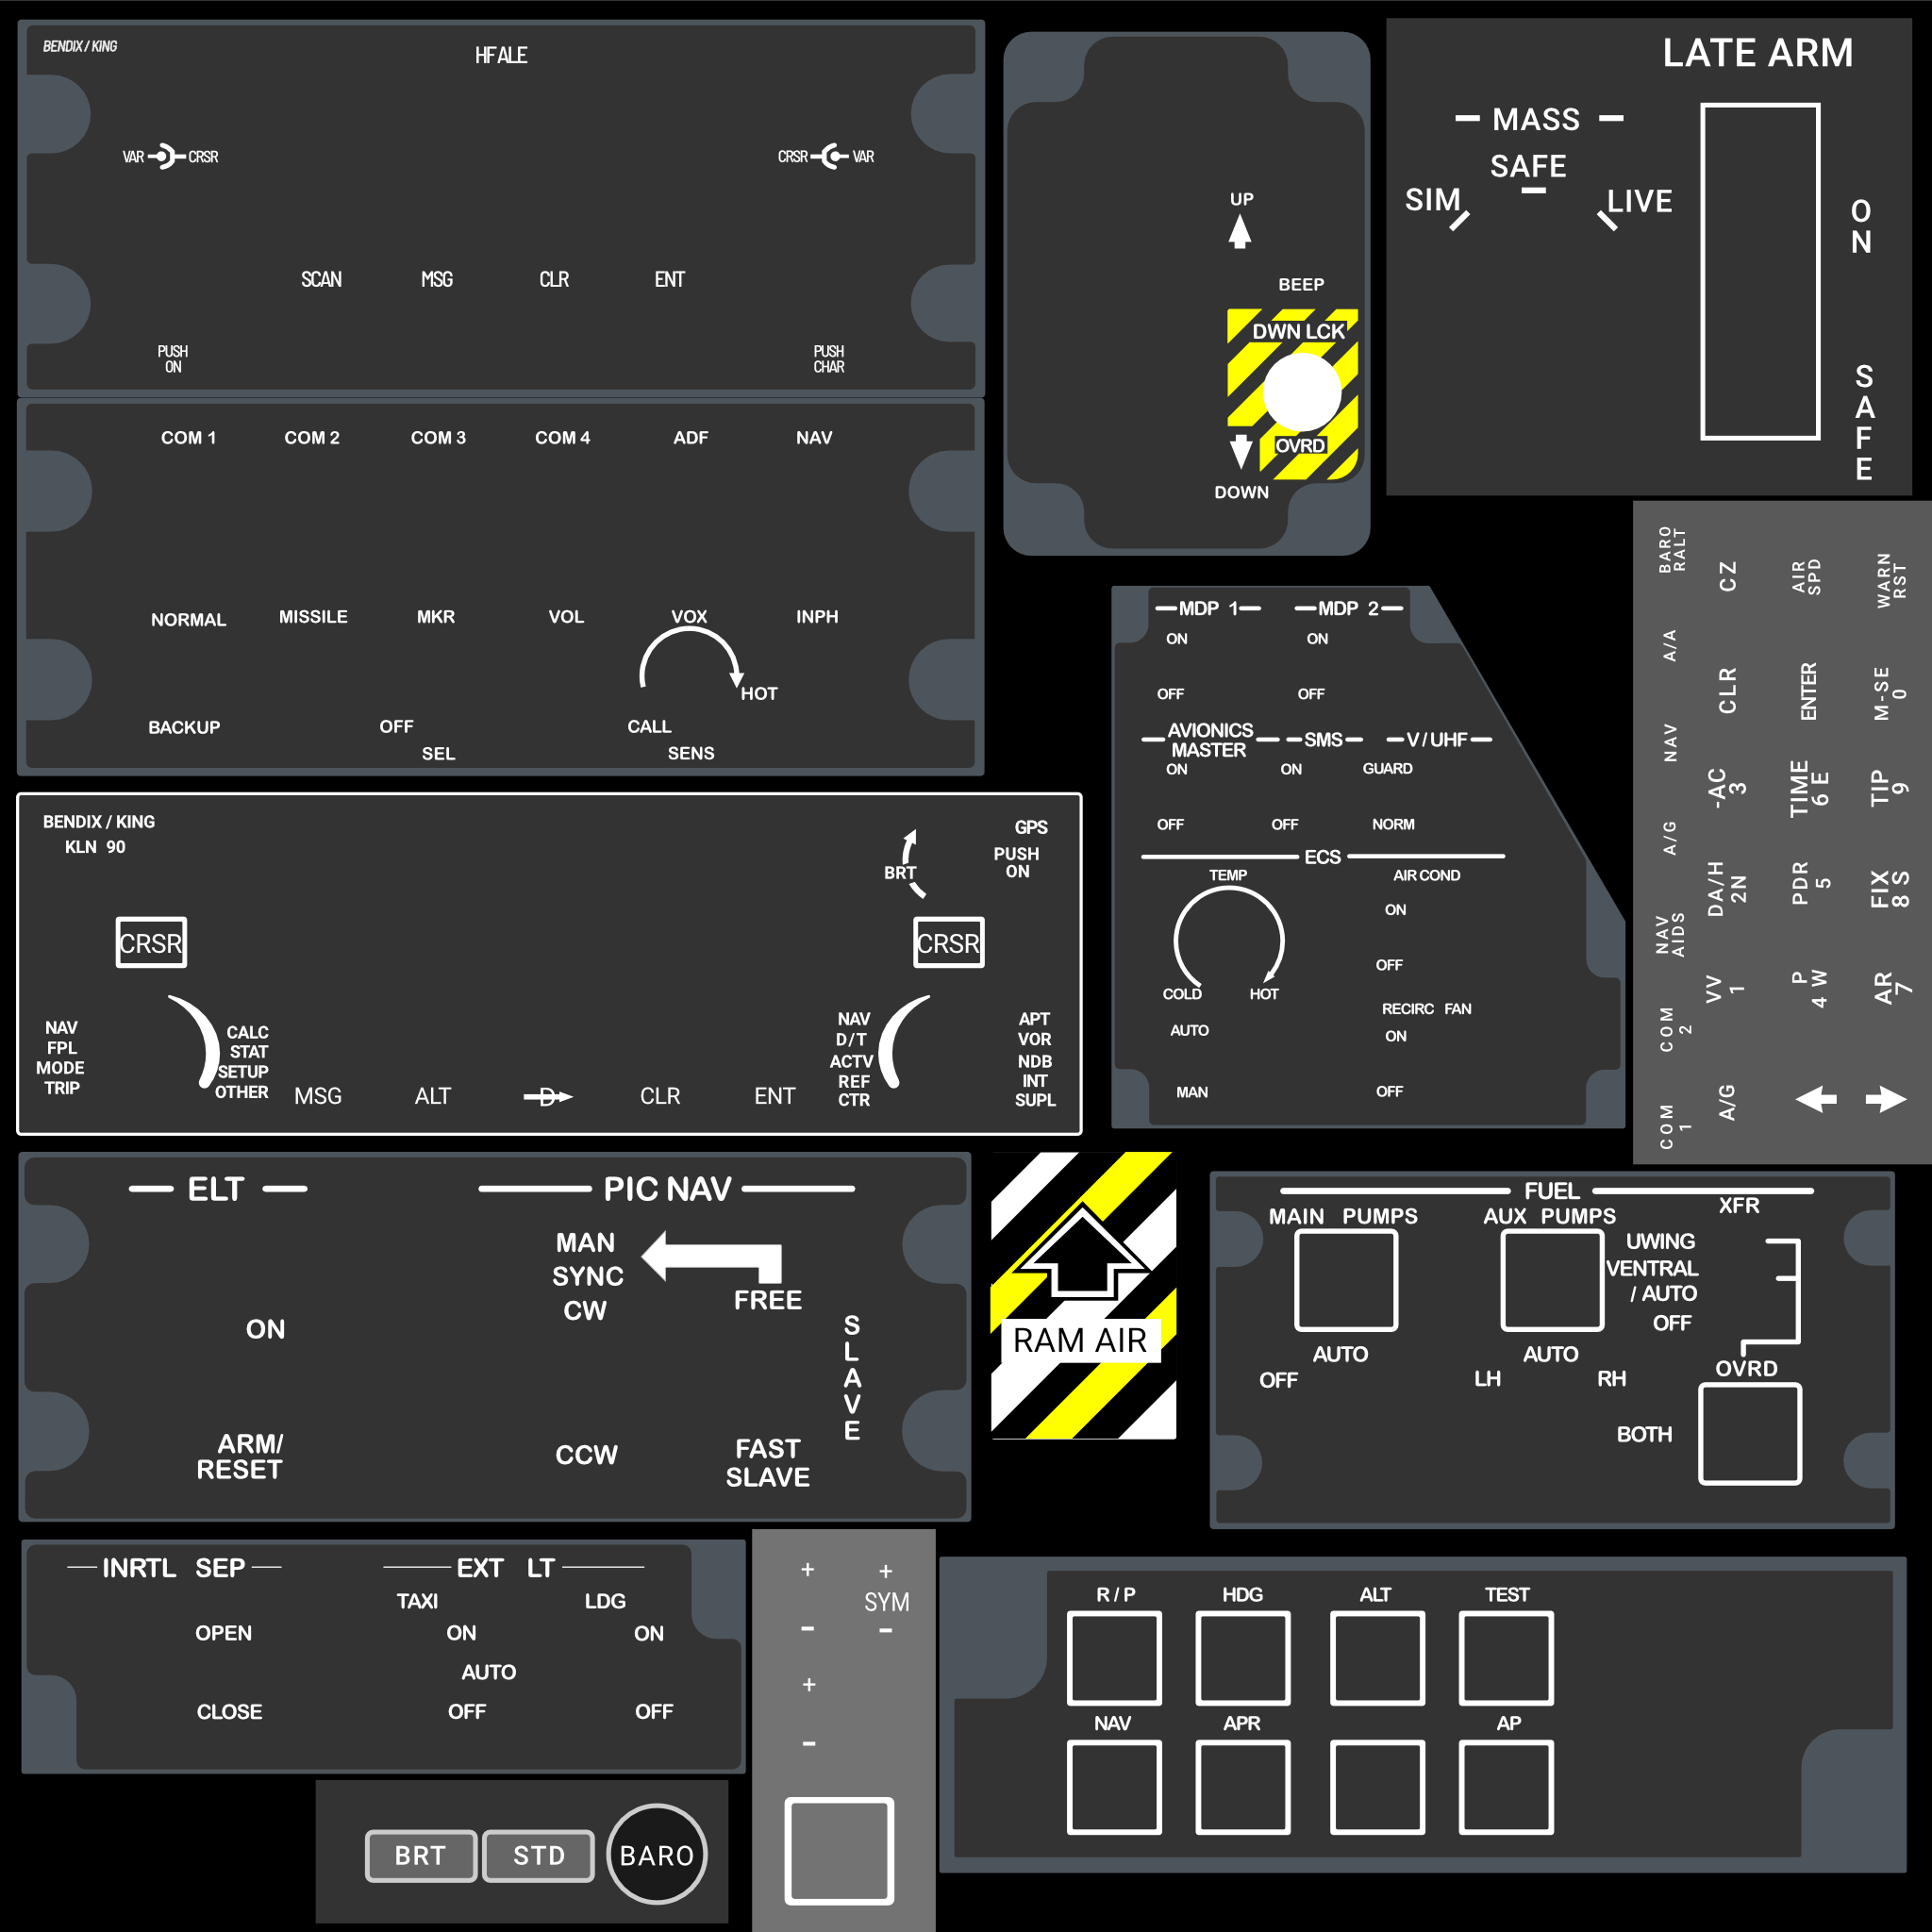 BENDIX / KING
HF ALE
VAR CRSR
CRSR VAR
SCAN MSG CLR ENT
PUSH
ON
PUSH
CHAR
COM 1 COM 2 COM 3 COM 4 ADF NAV
NORMAL MISSILE MKR VOL VOX INPH
HOT
BACKUP OFF CALL
SEL SENS
UP
BEEP
DWN LCK
OVRD
DOWN
LATE ARM
MASS
SAFE
SIM LIVE
ON
SAFE
BENDIX / KING
KLN 90
BRT
GPS
PUSH
ON
CRSR
CRSR
NAV
FPL
MODE
TRIP
CALC
STAT
SETUP
OTHER
MSG ALT D CLR ENT
NAV
D/T
ACTV
REF
CTR
APT
VOR
NDB
INT
SUPL
MDP 1 MDP 2
ON ON
OFF OFF
AVIONICS
MASTER
SMS V/UHF
ON ON GUARD
OFF OFF NORM
ECS
TEMP AIR COND
ON
OFF
COLD HOT
RECIRC FAN
AUTO ON
MAN OFF
BARO
RALT
CZ
AIR
SPD
WARN
RST
A/A
CLR
ENTER
M-SE
0
NAV
-AC
3
TIME
6 E
TIP
9
A/G
DA/H
2N
PDR
5
FIX
8 S
NAV
AIDS
VV
1
P
4 W
AR
7
COM
2
COM
1
A/G
ELT PIC NAV
MAN
SYNC
CW
FREE
ON
SLAVE
ARM/
RESET
CCW
FAST
SLAVE
RAM AIR
FUEL
MAIN PUMPS AUX PUMPS XFR
UWING
VENTRAL
/ AUTO
OFF
AUTO AUTO
OFF LH RH
OVRD
BOTH
INRTL SEP EXT LT
TAXI LDG
OPEN ON ON
AUTO
CLOSE OFF OFF
+ +
SYM
- -
+
-
R / P HDG ALT TEST
NAV APR AP
BRT STD BARO